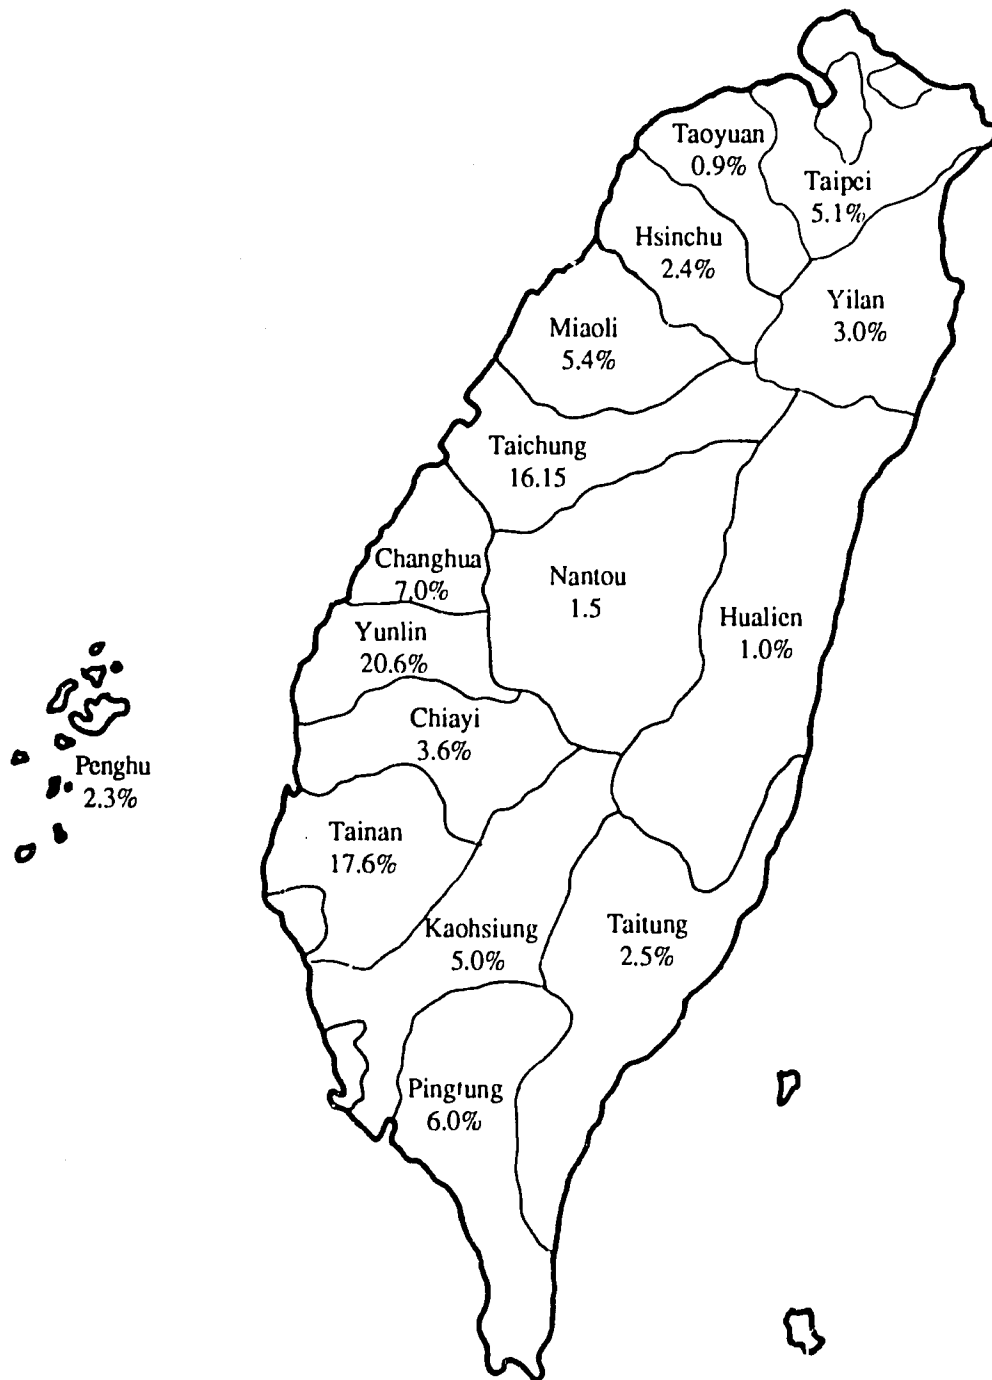 Taoyuan
0.9%
Taipei
5.1%
Hsinchu
2.4%
Yilan
3.0%
Miaoli
5.4%
Taichung
16.15
Changhua
7.0%
Nantou
1.5
Hualien
1.0%
Yunlin
20.6%
Chiayi
3.6%
Penghu
2.3%
Tainan
17.6%
Kaohsiung
5.0%
Taitung
2.5%
Pingtung
6.0%